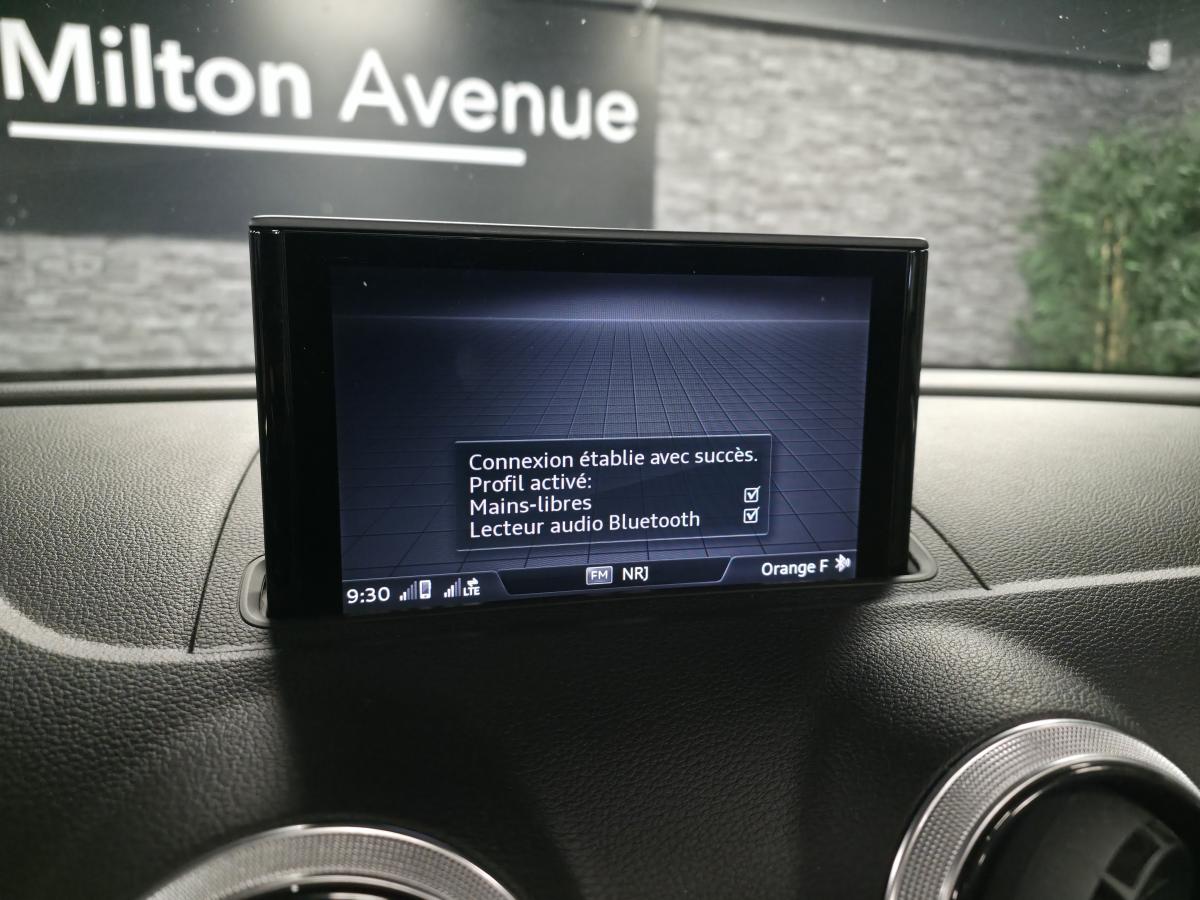 Milton Avenue
Connexion établie avec succès.
Profil activé:
Mains-libres
Lecteur audio Bluetooth
9:30 LTE FM NRJ Orange F